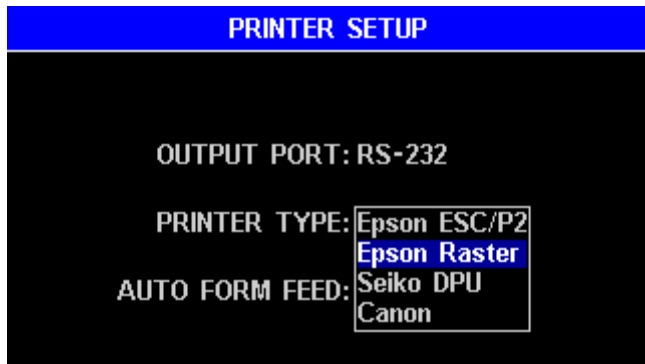 PRINTER SETUP
OUTPUT PORT: RS-232
PRINTER TYPE: Epson ESC/P2
Epson Raster
AUTO FORM FEED: Seiko DPU
Canon